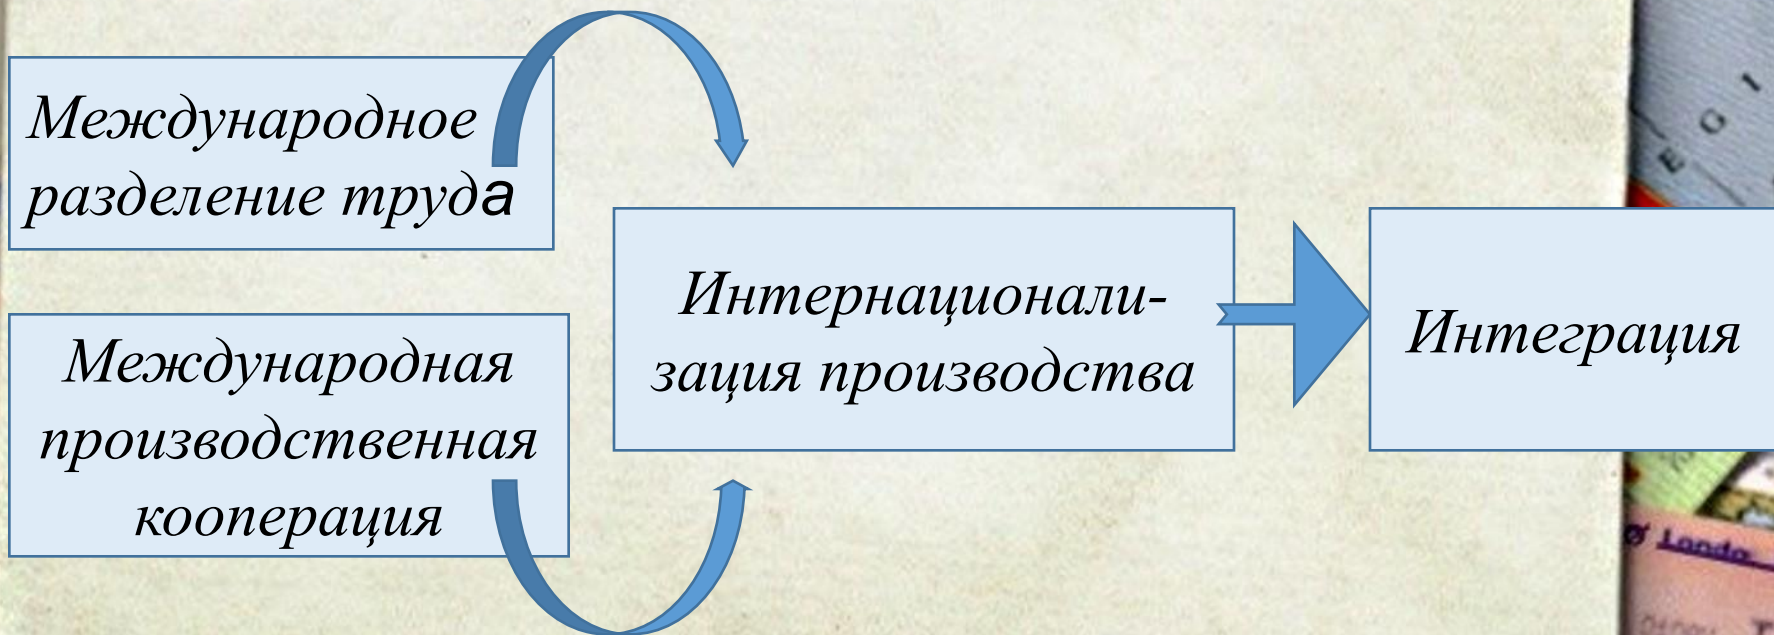 Международное
разделение труда
Международная
производственная
кооперация
Интернационали-
зация производства
Интеграция